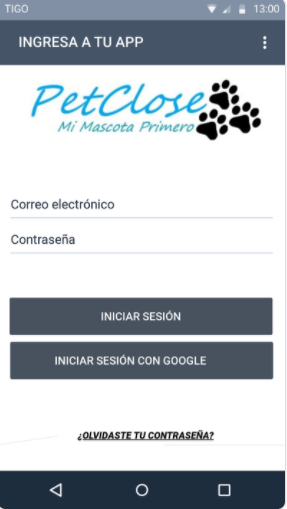 TIGO 13:00
INGRESA A TU APP
PetClose
Mi Mascota Primero
Correo electrónico
Contraseña
INICIAR SESIÓN
INICIAR SESIÓN CON GOOGLE
¿OLVIDASTE TU CONTRASEÑA?